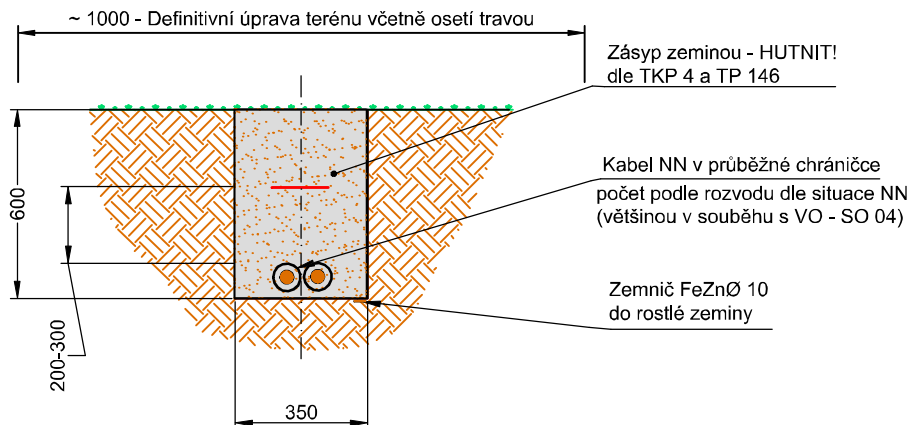 ~ 1000 - Definitivní úprava terénu včetně osetí travou
Zásyp zeminou - HUTNIT!
dle TKP 4 a TP 146
Kabel NN v průběžné chráničce
počet podle rozvodu dle situace NN
(většinou v souběhu s VO - SO 04)
Zemnič FeZnØ 10
do rostlé zeminy
600
200-300
350